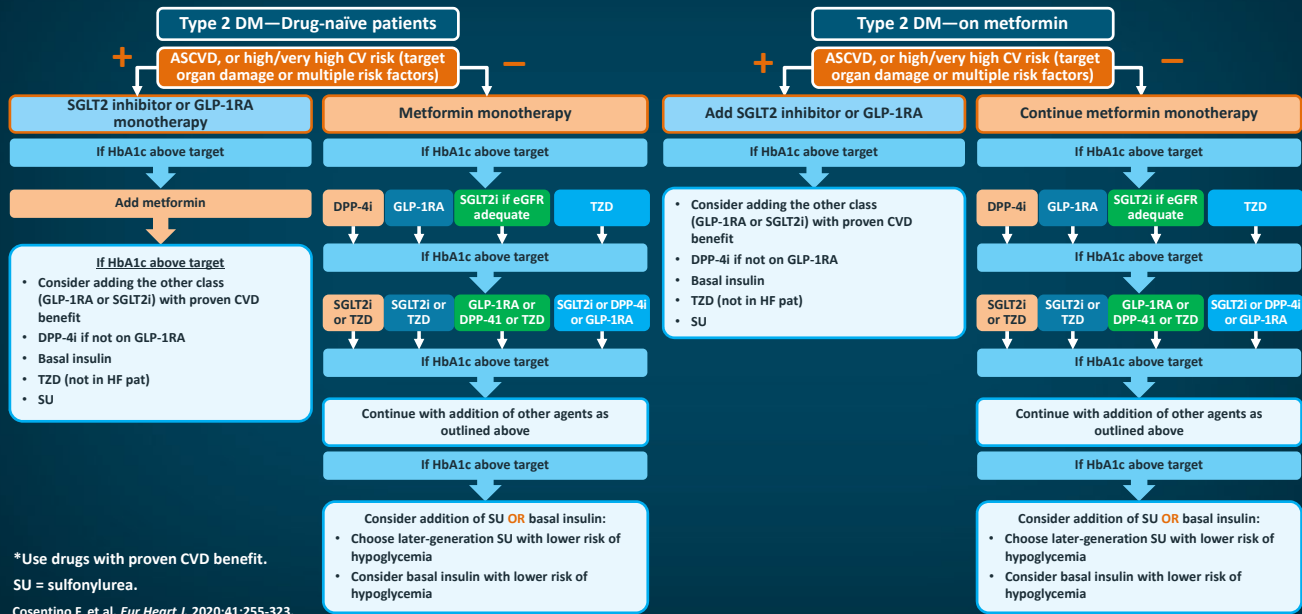 Type 2 DM—Drug-naïve patients
+
ASCVD, or high/very high CV risk (target
organ damage or multiple risk factors)
–
SGLT2 inhibitor or GLP-1RA
monotherapy
If HbA1c above target
Add metformin
If HbA1c above target
• Consider adding the other class
(GLP-1RA or SGLT2i) with proven CVD
benefit
• DPP-4i if not on GLP-1RA
• Basal insulin
• TZD (not in HF pat)
• SU
Metformin monotherapy
If HbA1c above target
DPP-4i
GLP-1RA
SGLT2i if eGFR
adequate
TZD
If HbA1c above target
SGLT2i
or TZD
SGLT2i or
TZD
GLP-1RA or
DPP-41 or TZD
SGLT2i or DPP-4i
or GLP-1RA
If HbA1c above target
Continue with addition of other agents as
outlined above
If HbA1c above target
Consider addition of SU OR basal insulin:
• Choose later-generation SU with lower risk of
hypoglycemia
• Consider basal insulin with lower risk of
hypoglycemia
Type 2 DM—on metformin
+
ASCVD, or high/very high CV risk (target
organ damage or multiple risk factors)
–
Add SGLT2 inhibitor or GLP-1RA
If HbA1c above target
• Consider adding the other class
(GLP-1RA or SGLT2i) with proven CVD
benefit
• DPP-4i if not on GLP-1RA
• Basal insulin
• TZD (not in HF pat)
• SU
Continue metformin monotherapy
If HbA1c above target
DPP-4i
GLP-1RA
SGLT2i if eGFR
adequate
TZD
If HbA1c above target
SGLT2i
or TZD
SGLT2i or
TZD
GLP-1RA or
DPP-41 or TZD
SGLT2i or DPP-4i
or GLP-1RA
If HbA1c above target
Continue with addition of other agents as
outlined above
If HbA1c above target
Consider addition of SU OR basal insulin:
• Choose later-generation SU with lower risk of
hypoglycemia
• Consider basal insulin with lower risk of
hypoglycemia
*Use drugs with proven CVD benefit.
SU = sulfonylurea.
Cosentino F, et al. Eur Heart J. 2020;41:255-323.